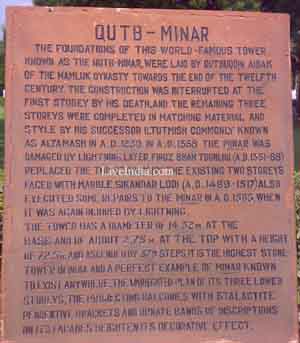 QUTB-MINAR
THE FOUNDATIONS OF THIS WORLD-FAMOUS TOWER
KNOWN AS THE QUTB-MINAR, WERE LAID BY QUTBUDDIN AIBAK
OF THE MAMLUK DYNASTY TOWARDS THE END OF THE TWELFTH
CENTURY. THE CONSTRUCTION WAS INTERRUPTED AT THE
FIRST STOREY BY HIS DEATH, AND THE REMAINING THREE
STOREYS WERE COMPLETED IN MATCHING MATERIAL AND
STYLE BY HIS SUCCESSOR ILTUTMISH COMMONLY KNOWN
AS ALTAMASH IN A.D. 1230. IN A.D. 1368 THE MINAR WAS
DAMAGED BY LIGHTNING. LATER FIRUZ SHAH TUGHLUQ (A.D. 1351-88)
REPLACED THE EXISTING TWO STOREYS
LiveIndia.com
FACED WITH MARBLE. SIKANDAR LODI (A.D. 1489-1517) ALSO
EXECUTED SOME REPAIRS TO THE MINAR IN A.D. 1503, WHEN
IT WAS AGAIN INJURED BY LIGHTNING.
THE TOWER HAS A DIAMETER OF 14.32 M. AT THE
BASE AND OF ABOUT 2.75 M. AT THE TOP WITH A HEIGHT
OF 72.5 M. AND ASCENDED BY 379 STEPS, IT IS THE HIGHEST STONE
TOWER IN INDIA AND A PERFECT EXAMPLE OF MINAR KNOWN
TO EXIST ANYWHERE. THE VARIEGATED PLAN OF ITS THREE LOWER
STOREYS, THE PROJECTING BALCONIES WITH STALACTITE
PENDENTIVE BRACKETS AND ORNATE BANDS OF INSCRIPTIONS
ON ITS FACADES HEIGHTEN ITS DECORATIVE EFFECT.